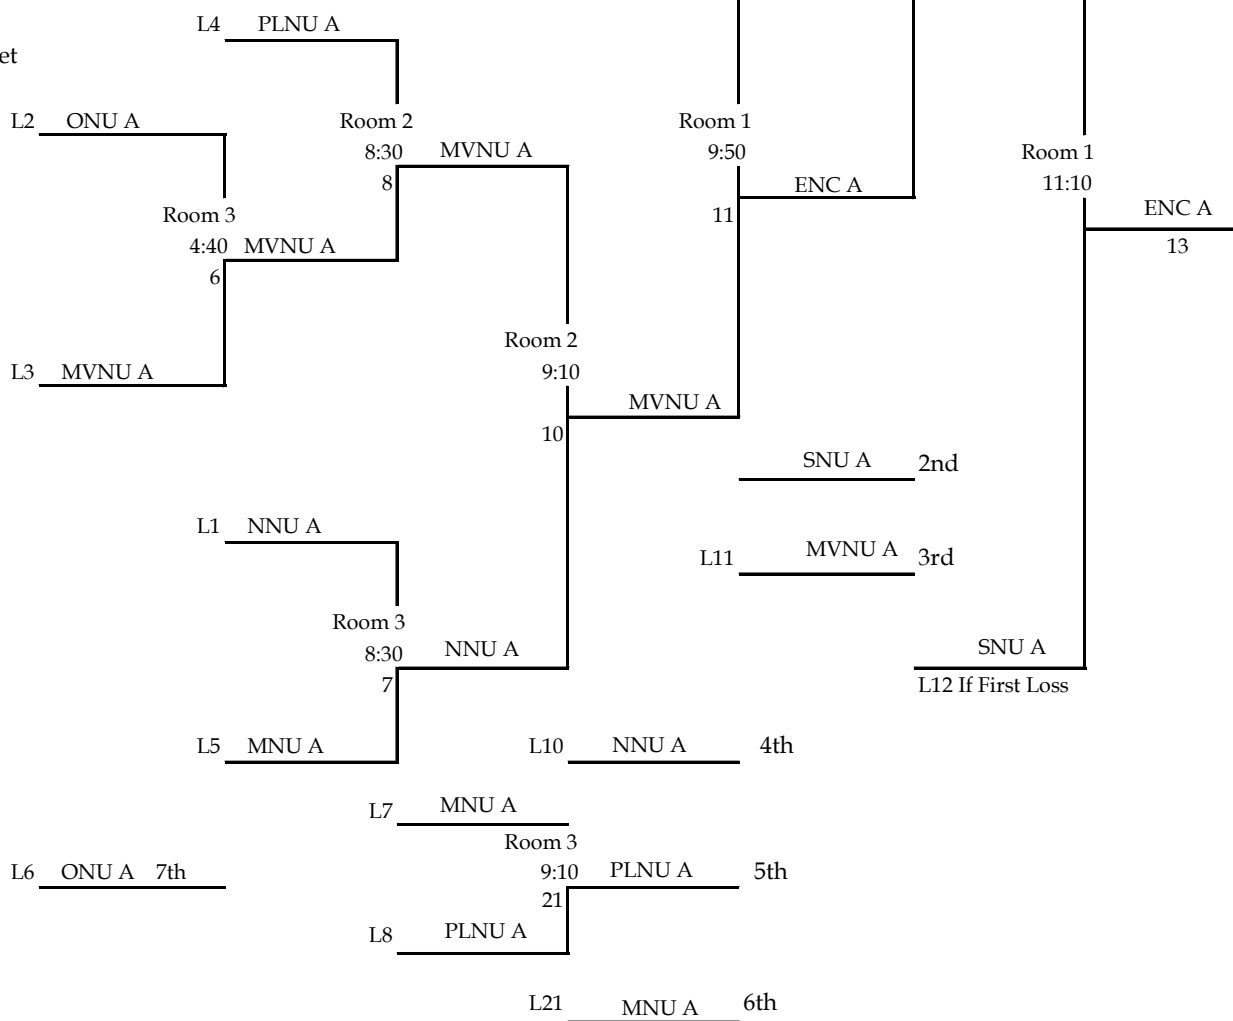 L4 PLNU A
et
L2 ONU A
Room 2
8:30
MVNU A
8
Room 1
9:50
ENC A
11
Room 1
11:10
ENC A
13
Room 3
4:40 MVNU A
6
L3 MVNU A
Room 2
9:10
MVNU A
10
SNU A 2nd
L1 NNU A
L11 MVNU A 3rd
Room 3
8:30
NNU A
7
SNU A
L12 If First Loss
L5 MNU A
L10 NNU A 4th
L7 MNU A
Room 3
9:10 PLNU A 5th
21
L6 ONU A 7th
L8 PLNU A
L21 MNU A 6th